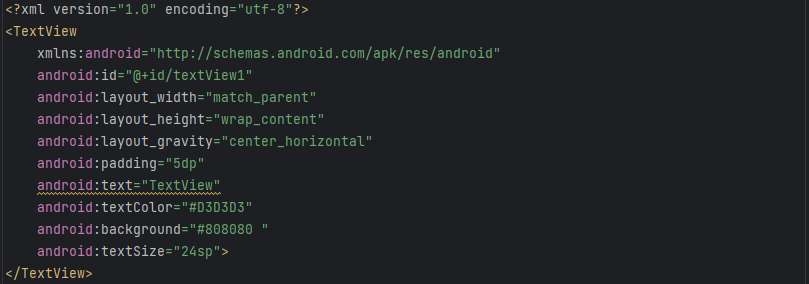 <?xml version="1.0" encoding="utf-8"?>
<TextView
    xmlns:android="http://schemas.android.com/apk/res/android"
    android:id="@+id/textView1"
    android:layout_width="match_parent"
    android:layout_height="wrap_content"
    android:layout_gravity="center_horizontal"
    android:padding="5dp"
    android:text="TextView"
    android:textColor="#D3D3D3"
    android:background="#808080 "
    android:textSize="24sp">
</TextView>